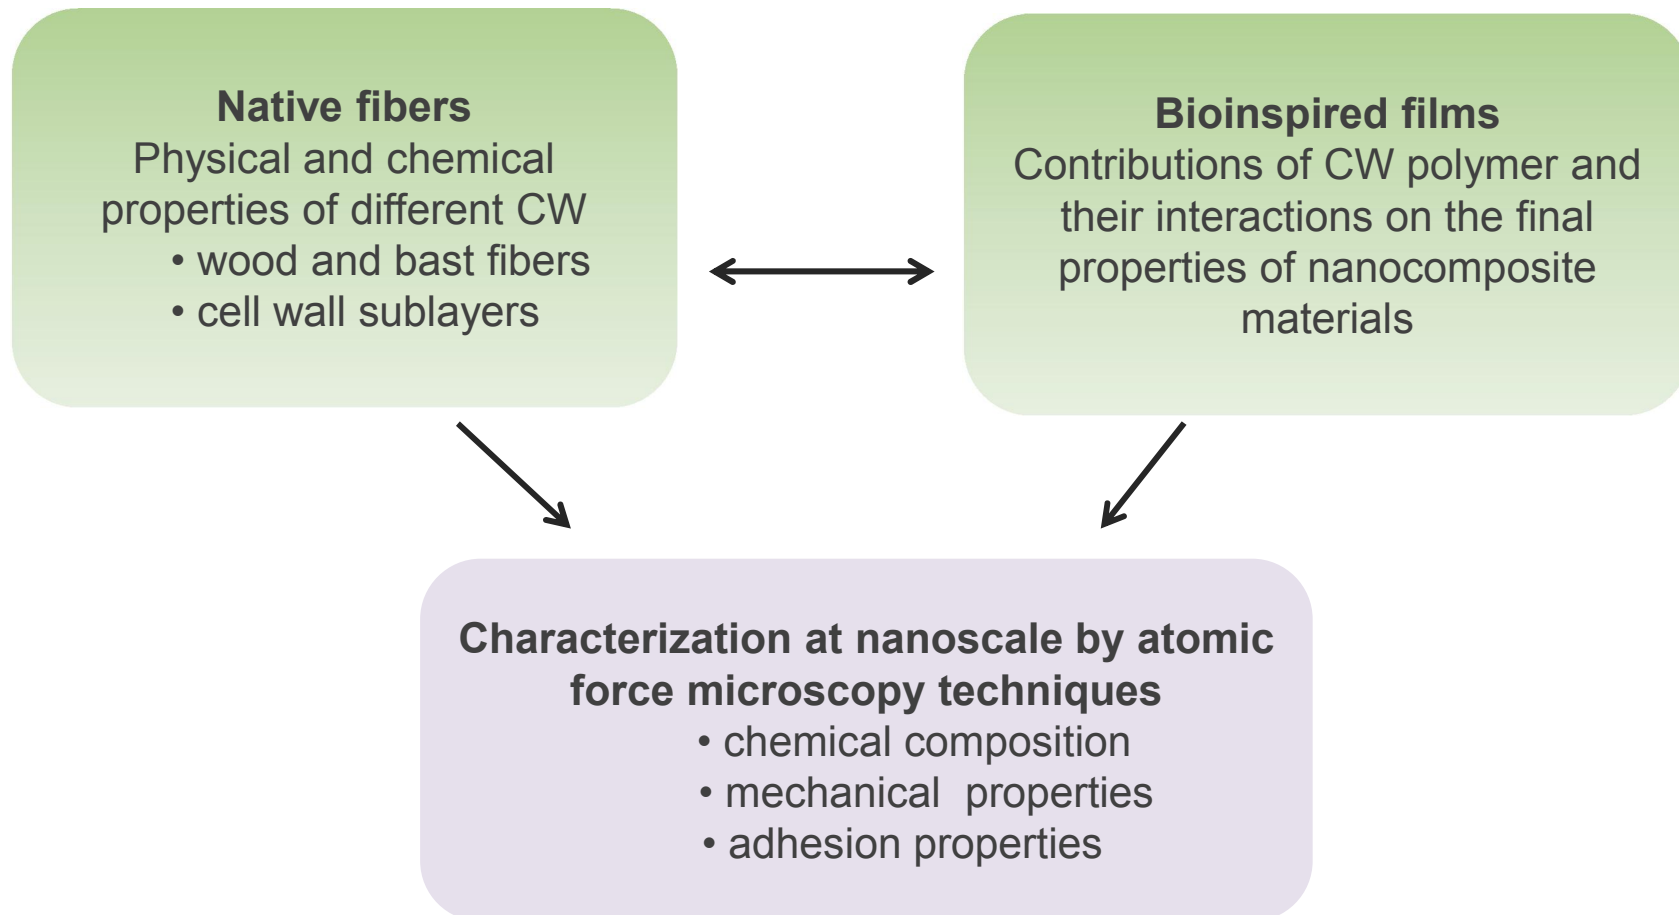 Native fibers
Physical and chemical
properties of different CW
• wood and bast fibers
• cell wall sublayers
Bioinspired films
Contributions of CW polymer and
their interactions on the final
properties of nanocomposite
materials
Characterization at nanoscale by atomic
force microscopy techniques
• chemical composition
• mechanical  properties
• adhesion properties